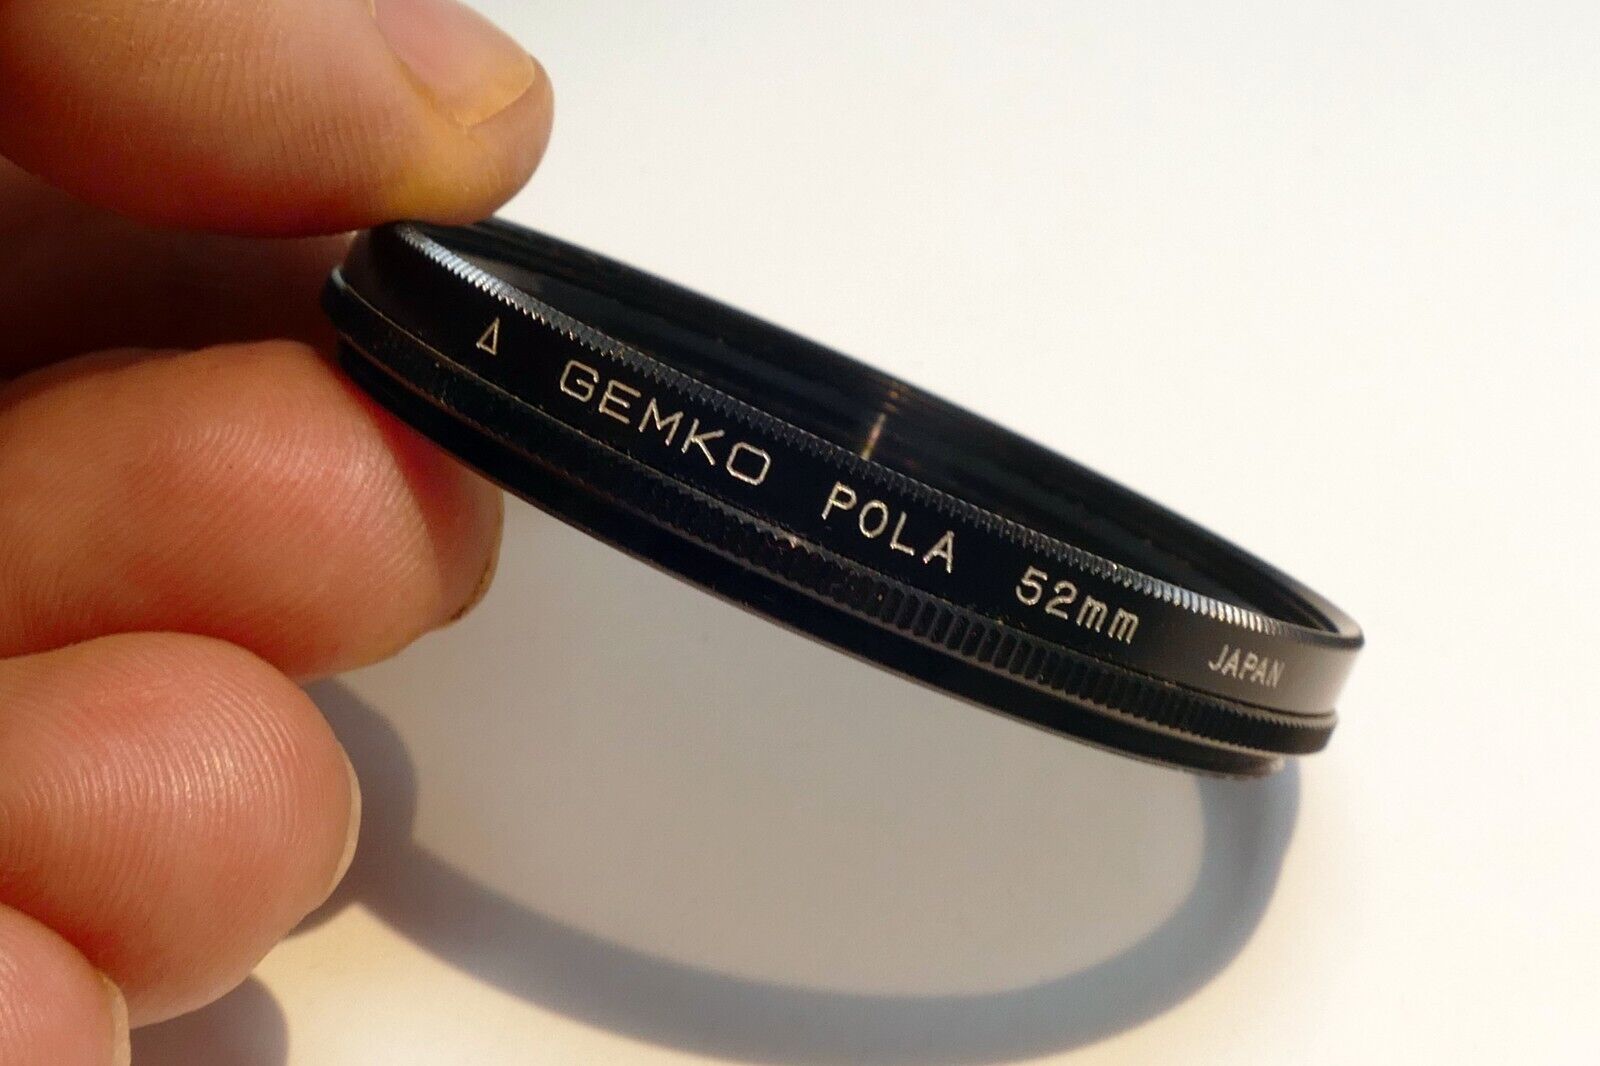 Δ GEMKO POLA 52mm JAPAN